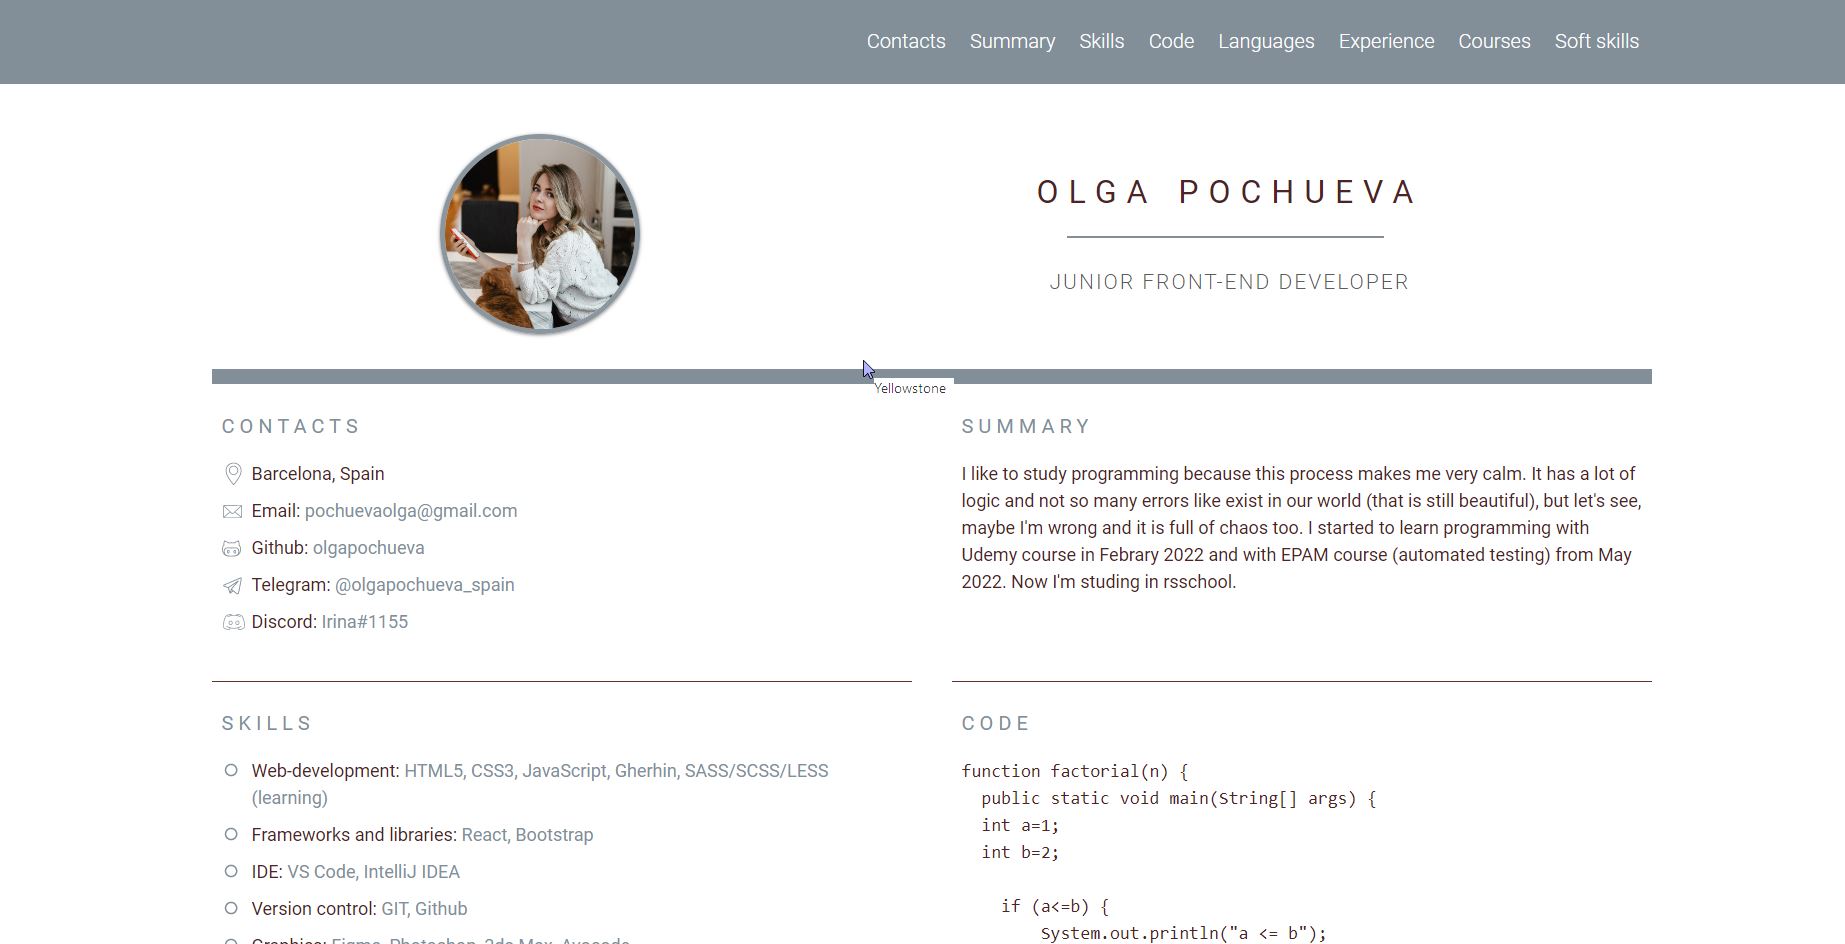 Contacts Summary Skills Code Languages Experience Courses Soft skills
OLGA POCHUEVA
JUNIOR FRONT-END DEVELOPER
Yellowstone
CONTACTS
Barcelona, Spain
Email: pochuevaolga@gmail.com
Github: olgapochueva
Telegram: @olgapochueva_spain
Discord: Irina#1155
SUMMARY
I like to study programming because this process makes me very calm. It has a lot of
logic and not so many errors like exist in our world (that is still beautiful), but let's see,
maybe I'm wrong and it is full of chaos too. I started to learn programming with
Udemy course in Febrary 2022 and with EPAM course (automated testing) from May
2022. Now I'm studing in rsschool.
SKILLS
Web-development: HTML5, CSS3, JavaScript, Gherhin, SASS/SCSS/LESS
(learning)
Frameworks and libraries: React, Bootstrap
IDE: VS Code, IntelliJ IDEA
Version control: GIT, Github
Graphics: Figma, Photoshop, 3ds Max, Avocode
CODE
function factorial(n) {
public static void main(String[] args) {
int a=1;
int b=2;
if (a<=b) {
System.out.println("a <= b");